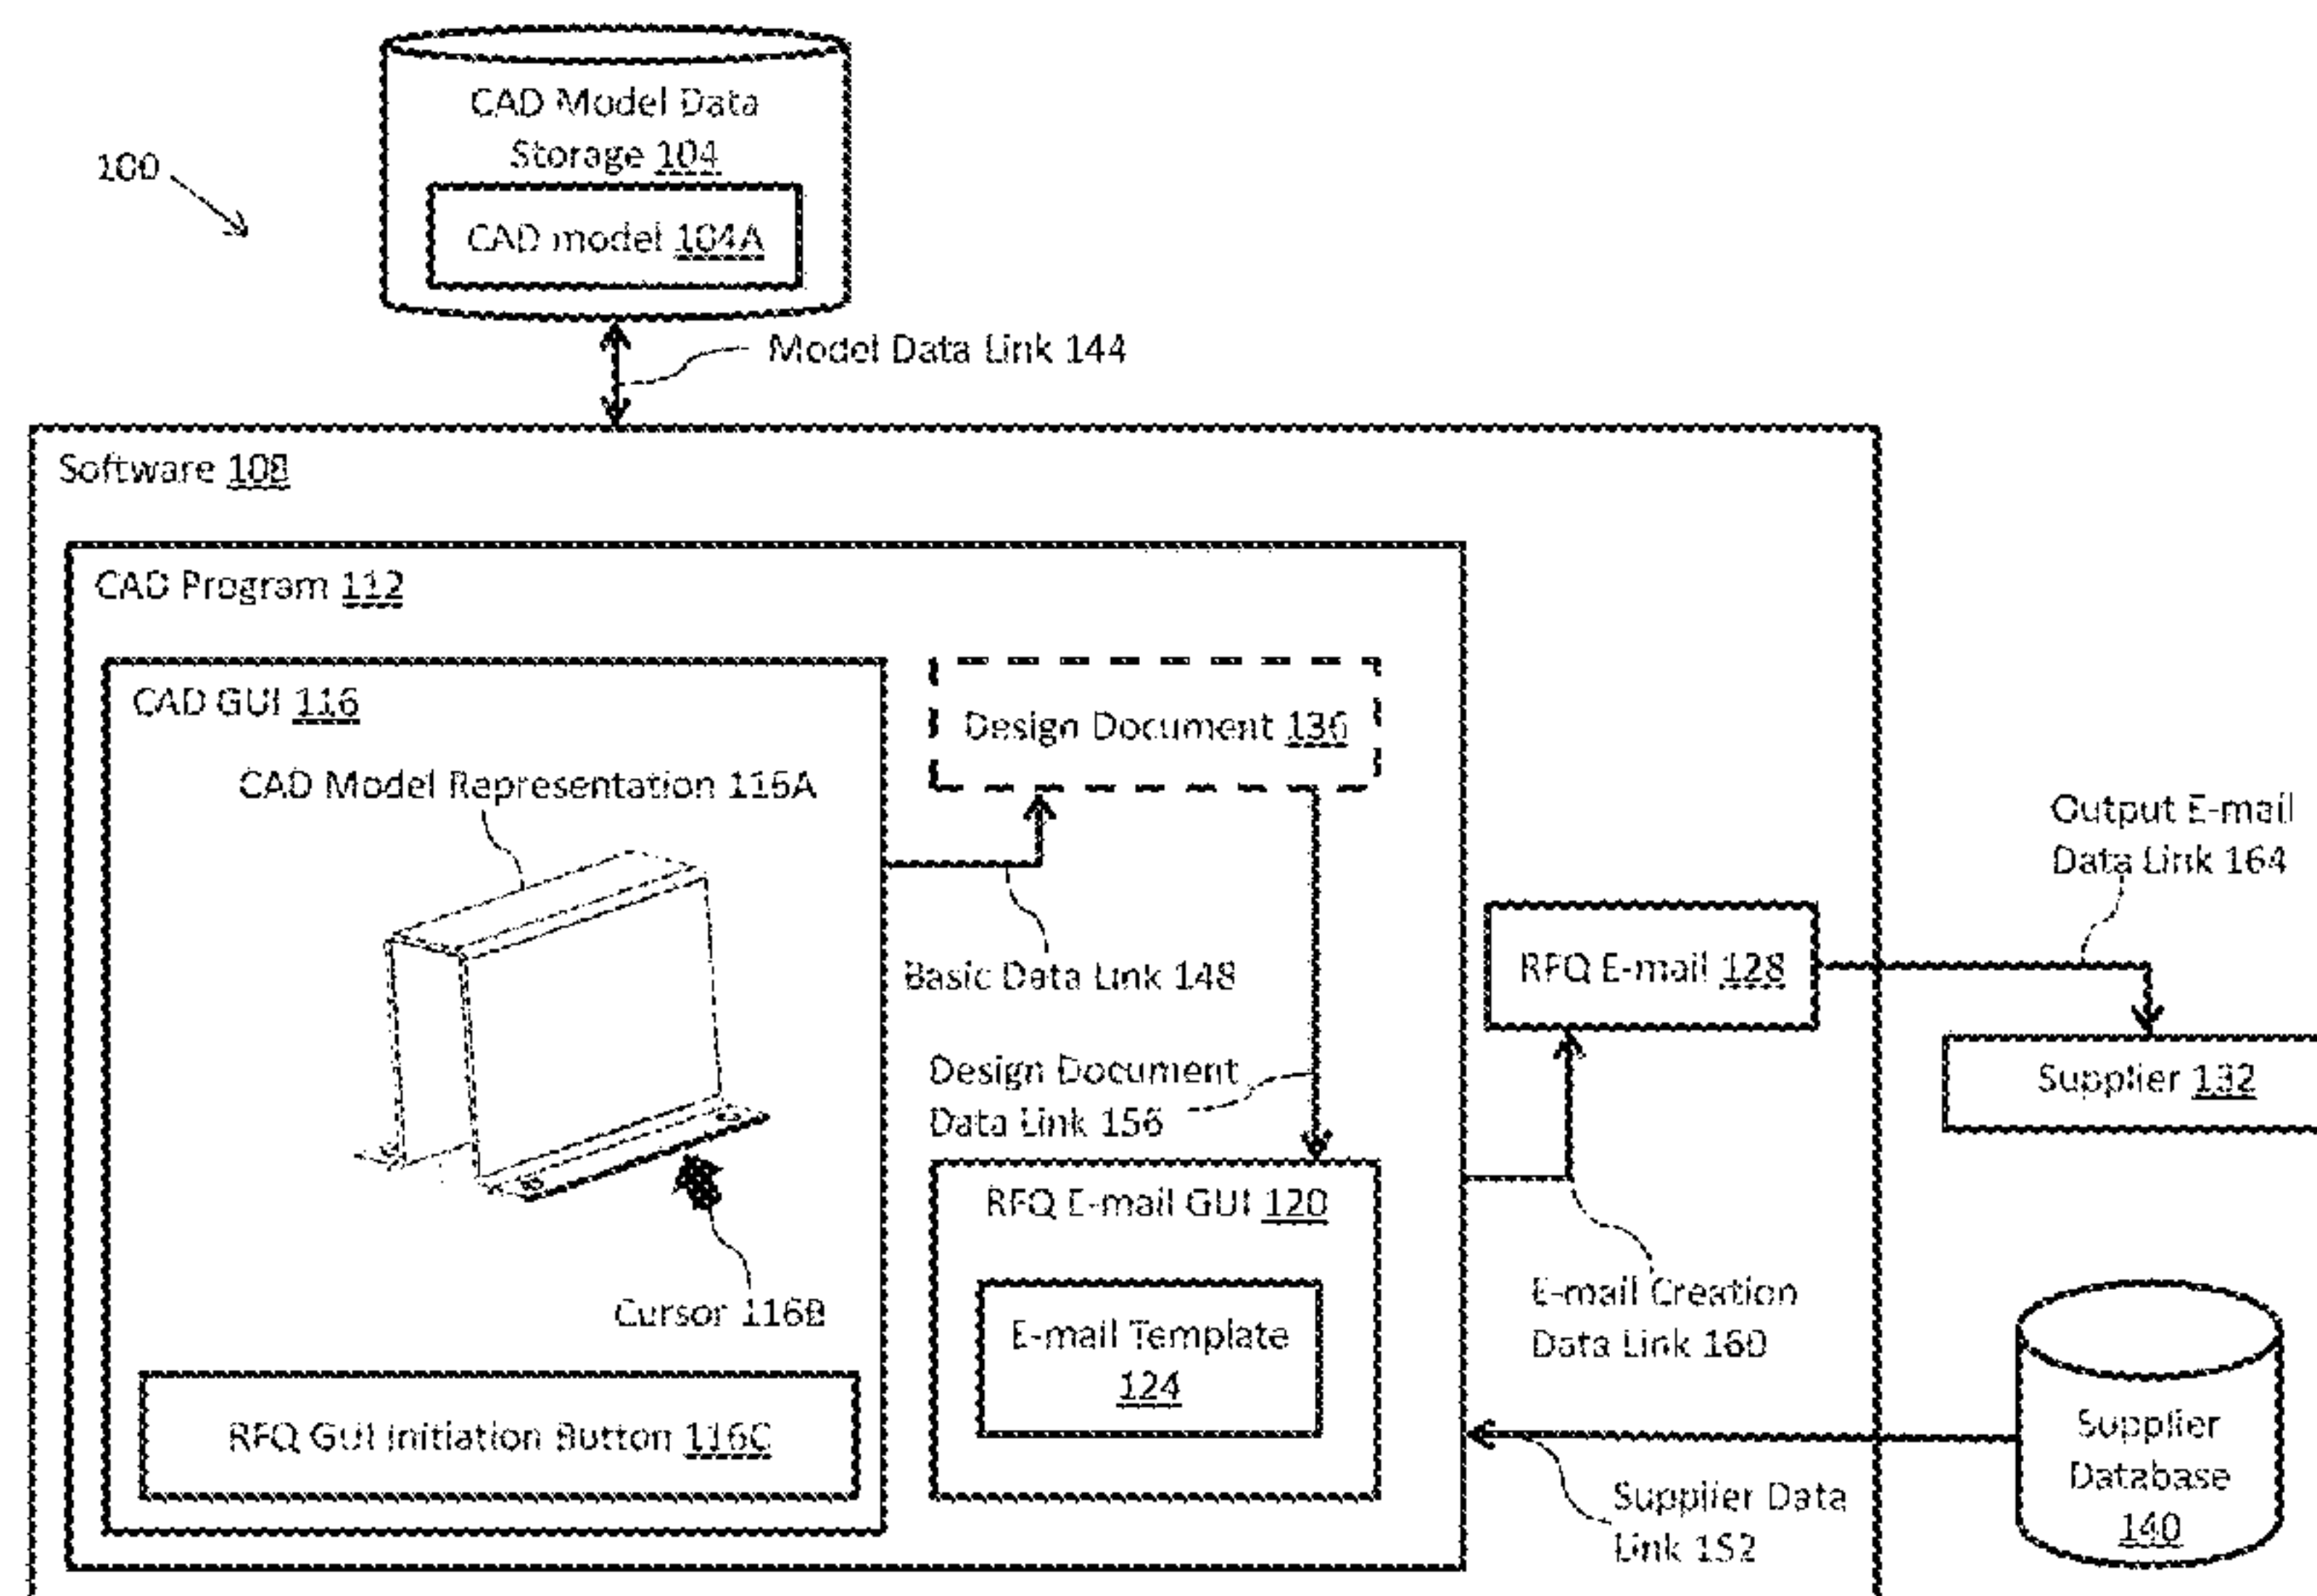 100
CAD Model Data
Storage 104
CAD model 104A
Model Data Link 144
Software 108
CAD Program 112
CAD GUI 116
CAD Model Representation 116A
Cursor 116B
RFQ GUI Initiation Button 116C
Design Document 136
Basic Data Link 148
Design Document
Data Link 156
RFQ E-mail GUI 120
E-mail Template
124
RFQ E-mail 128
E-mail Creation
Data Link 160
Output E-mail
Data Link 164
Supplier 132
Supplier Data
Link 152
Supplier
Database
140